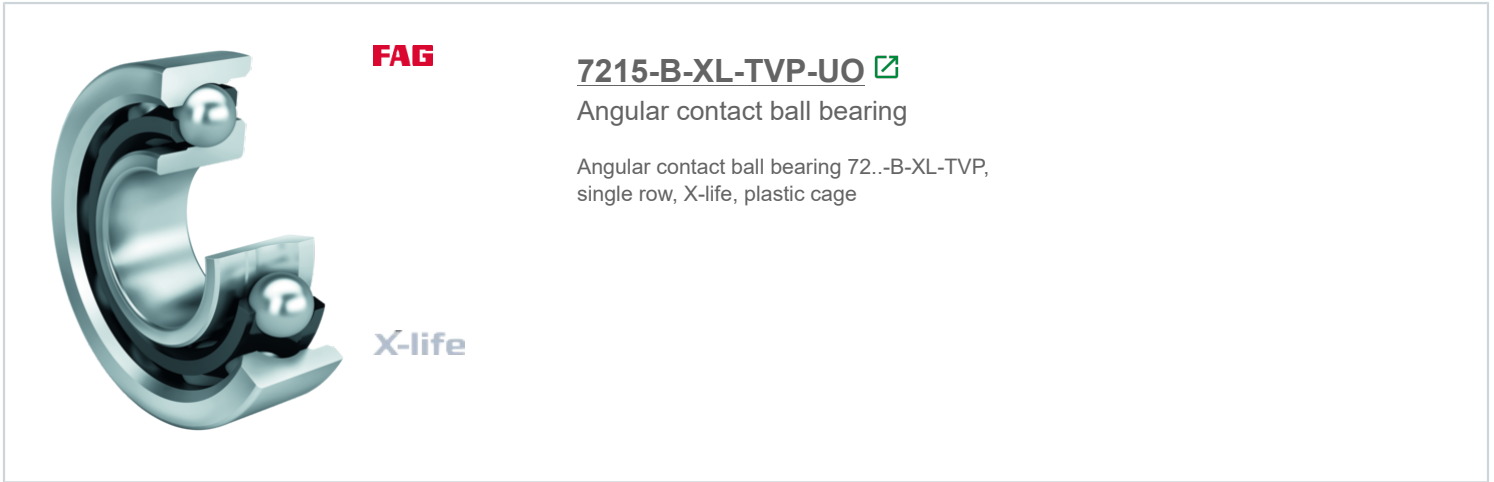 FAG
7215-B-XL-TVP-UO
Angular contact ball bearing
Angular contact ball bearing 72..-B-XL-TVP,
single row, X-life, plastic cage
X-life